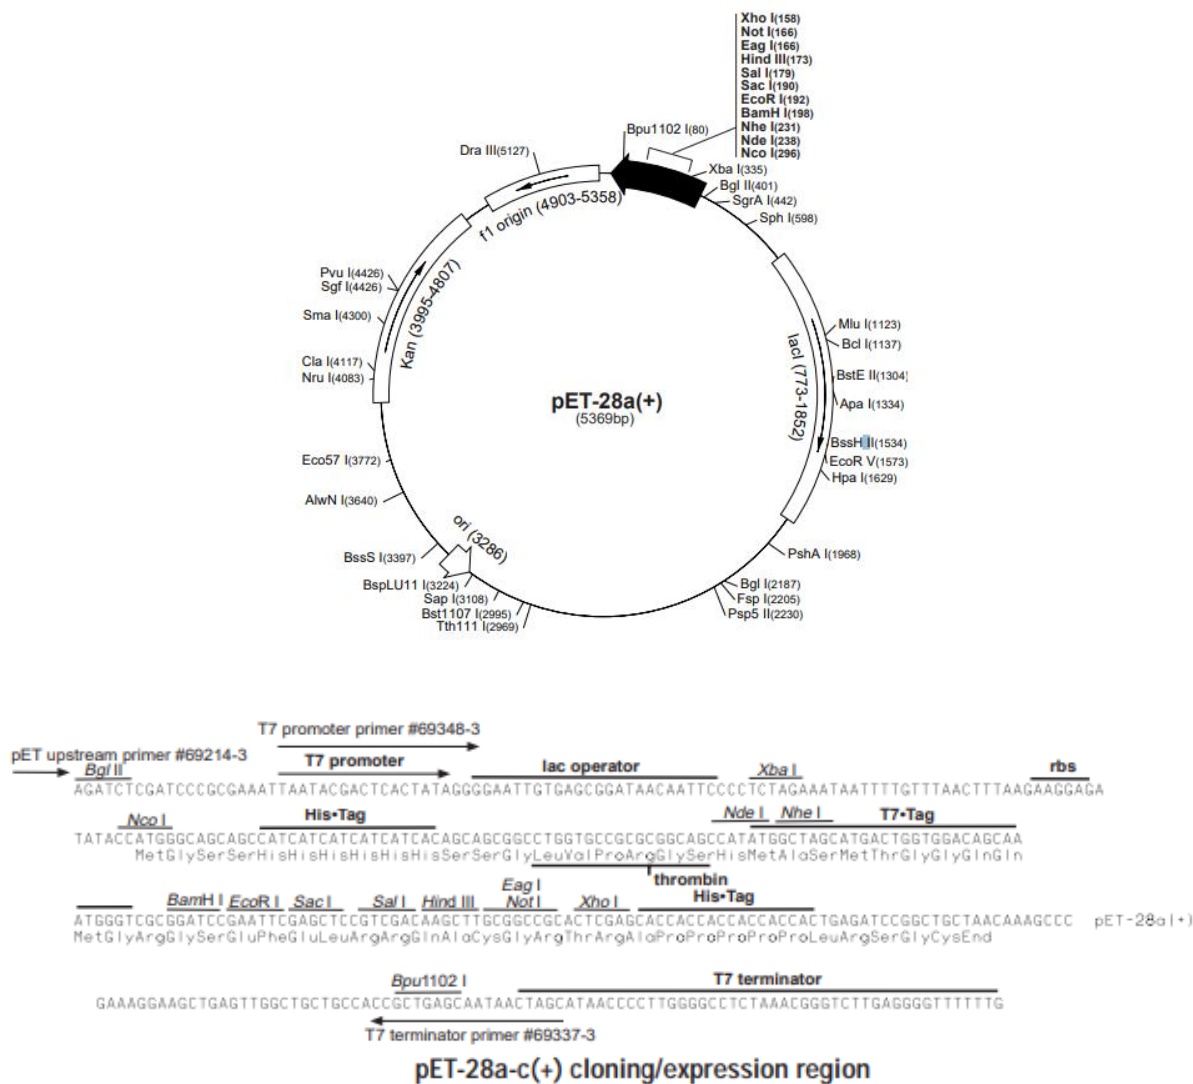 Xho I(158)
Not I(166)
Eag I(166)
Hind III(173)
Sal I(179)
Sac I(190)
EcoR I(192)
BamH I(198)
Nhe I(231)
Nde I(238)
Nco I(296)
Bpu1102 I(80)
Dra III(5127)
Xba I(335)
Bgl II(401)
SgrA I(442)
Sph I(598)
f1 origin (4903-5358)
Pvu I(4426)
Sgf I(4426)
Sma I(4300)
Kan (3995-4807)
Cla I(4117)
Nru I(4083)
Mlu I(1123)
Bcl I(1137)
lacI (773-1852)
BstE II(1304)
Apa I(1334)
pET-28a(+)
(5369bp)
BssH II(1534)
EcoR V(1573)
Hpa I(1629)
Eco57 I(3772)
AlwN I(3640)
ori (3286)
BssS I(3397)
PshA I(1968)
BspLU11 I(3224)
Sap I(3108)
Bst1107 I(2995)
Tth111 I(2969)
Bgl I(2187)
Fsp I(2205)
Psp5 II(2230)
T7 promoter primer #69348-3
pET upstream primer #69214-3
Bgl II T7 promoter lac operator Xba I rbs
AGATCTCGATCCCGCGAAATTAATACGACTCACTATAGGGGAATTGTGAGCGGATAACAATTCCCCTCTAGAAATAATTTTGTTTAACTTTAAGAAGGAGA
Nco I His•Tag Nde I Nhe I T7•Tag
TATACCATGGGCAGCAGCCATCATCATCATCATCACAGCAGCGGCCTGGTGCCGCGCGGCAGCCATATGGCTAGCATGACTGGTGGACAGCAA
MetGlySerSerHisHisHisHisHisHisSerSerGlyLeuValProArgGlySerHisMetAlaSerMetThrGlyGlyGlnGln
thrombin
BamH I EcoR I Sac I Sal I Hind III Eag I Not I Xho I His•Tag
ATGGGTCGCGGATCCGAATTCGAGCTCCGTCGACAAGCTTGCGGCCGCACTCGAGCACCACCACCACCACCACTGAGATCCGGCTGCTAACAAAGCCC pET-28a(+)
MetGlyArgGlySerGluPheGluLeuArgArgGlnAlaCysGlyArgThrArgAlaProProProProProLeuArgSerGlyCysEnd
Bpu1102 I T7 terminator
GAAAGGAAGCTGAGTTGGCTGCTGCCACCGCTGAGCAATAACTAGCATAACCCCTTGGGGCCTCTAAACGGGTCTTGAGGGGTTTTTTG
T7 terminator primer #69337-3
pET-28a-c(+) cloning/expression region